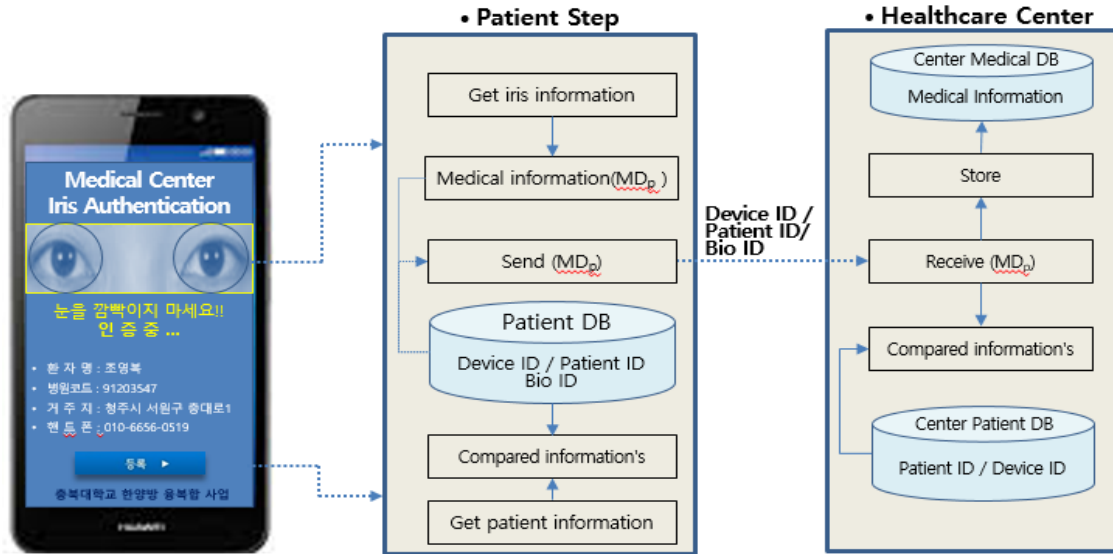 Medical Center
Iris Authentication
눈을 깜빡이지 마세요!!
인 증 중 ...
• 환 자 명 : 조영복
• 병원코드 : 91203547
• 거 주 지 : 청주시 서원구 충대로1
• 핸 드 폰 : 010-6656-0519
등록 ▶
충북대학교 한양방 융복합 사업
HUAWEI
• Patient Step
Get iris information
Medical information(MDp )
Send (MDp)
Patient DB
Device ID / Patient ID
Bio ID
Compared information's
Get patient information
Device ID /
Patient ID/
Bio ID
• Healthcare Center
Center Medical DB
Medical Information
Store
Receive (MDp)
Compared information's
Center Patient DB
Patient ID / Device ID